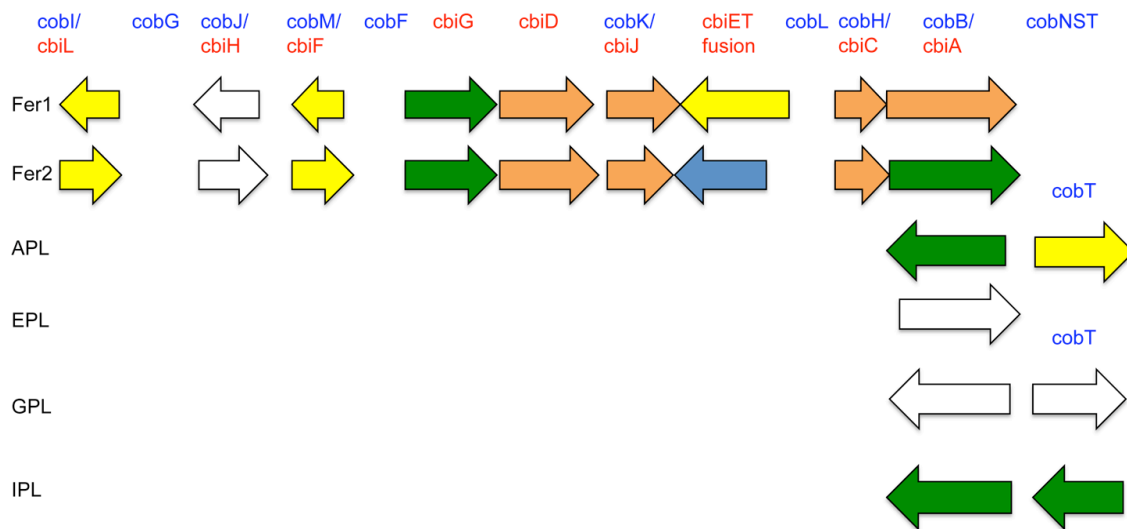 cobI/ cobG cobJ/ cobM/ cobF cbiG cbiD cobK/ cbiET cobL cobH/ cobB/ cobNST
cbiL cbiH cbiF cbiJ fusion cbiC cbiA
Fer1
Fer2
cobT
APL
EPL
cobT
GPL
IPL